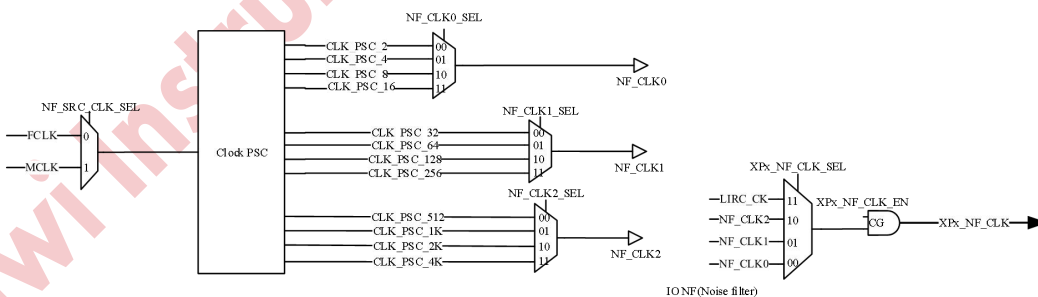 NF_CLK0_SEL
CLK_PSC_2
00
CLK_PSC_4
01
CLK_PSC_8
10
CLK_PSC_16
11
NF_CLK0
NF_SRC_CLK_SEL
FCLK
0
MCLK
1
Clock PSC
NF_CLK1_SEL
CLK_PSC_32
00
CLK_PSC_64
01
CLK_PSC_128
10
CLK_PSC_256
11
NF_CLK1
NF_CLK2_SEL
CLK_PSC_512
00
CLK_PSC_1K
01
CLK_PSC_2K
10
CLK_PSC_4K
11
NF_CLK2
XPx_NF_CLK_SEL
LIRC_CK
11
NF_CLK2
10
NF_CLK1
01
NF_CLK0
00
XPx_NF_CLK_EN
CG
XPx_NF_CLK
IO NF(Noise filter)
wi Instru